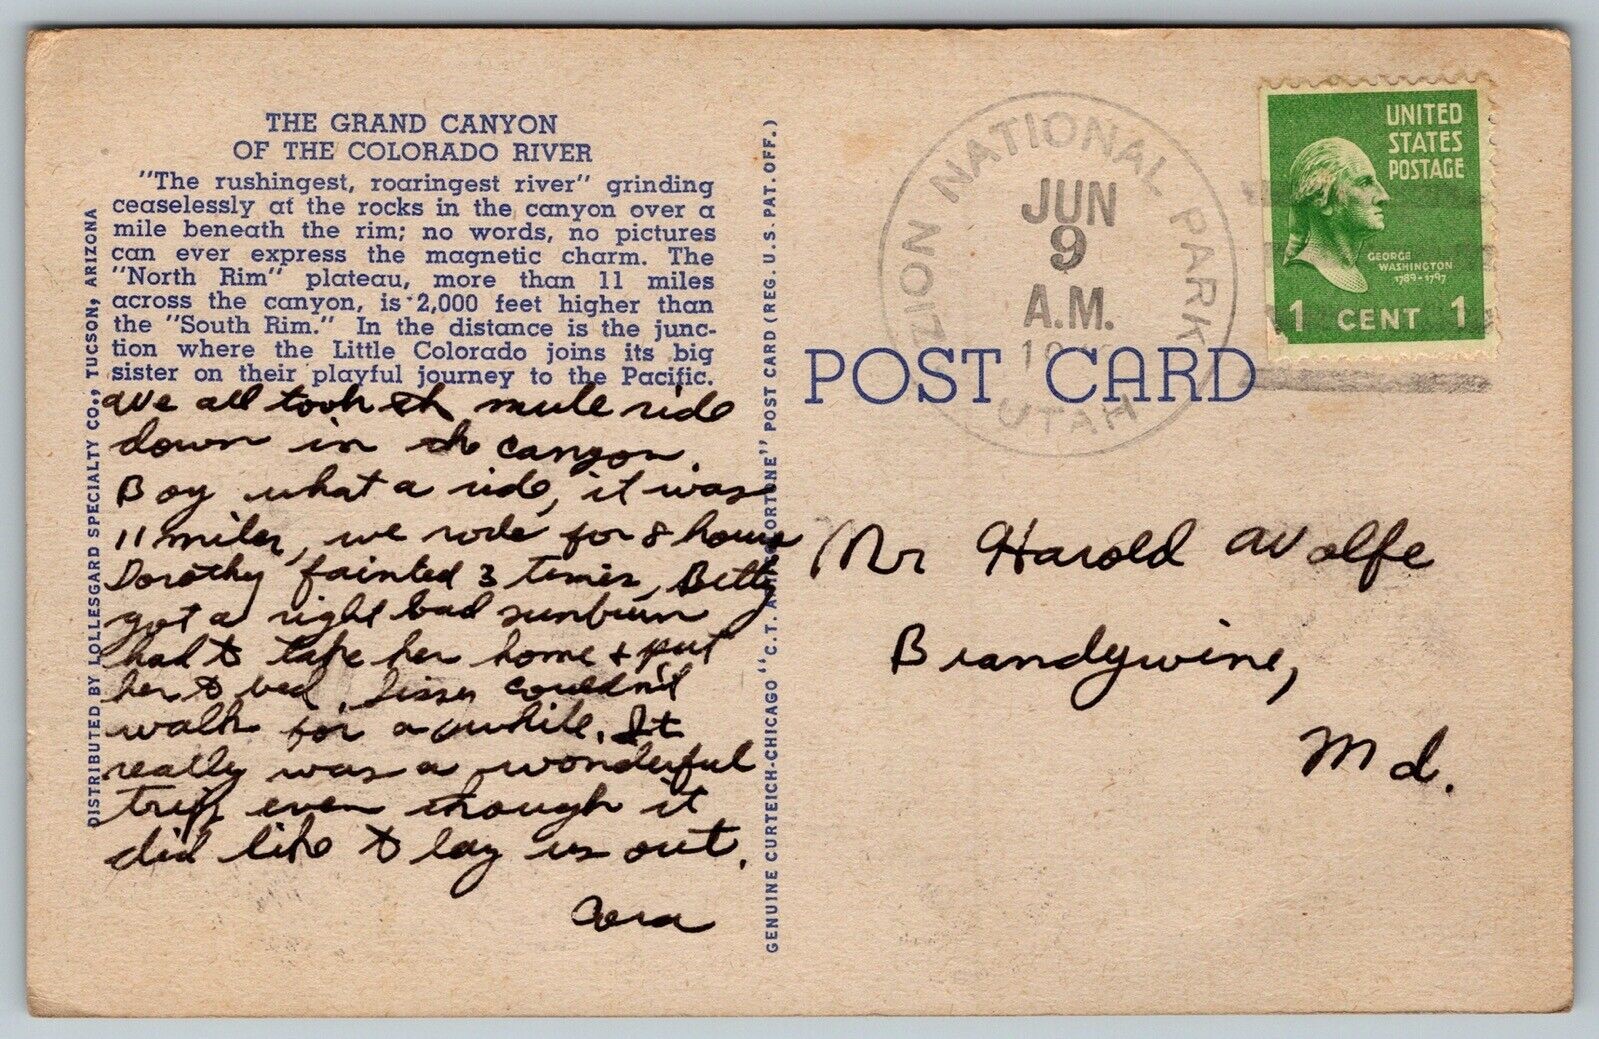 THE GRAND CANYON
OF THE COLORADO RIVER
"The rushingest, roaringest river" grinding
ceaselessly at the rocks in the canyon over a
mile beneath the rim; no words, no pictures
can ever express the magnetic charm. The
"North Rim" plateau, more than 11 miles
across the canyon, is 2,000 feet higher than
the "South Rim." In the distance is the junc-
tion where the Little Colorado joins its big
sister on their playful journey to the Pacific.
We all took the mule ride
down in the canyon.
Boy what a ride, it was
11 miles, we rode for 8 hours
Dorothy fainted 3 times, Betty
got a right bad sunburn
had to take her home + put
her to bed, couldn't
walk for a while. It
really was a wonderful
trip even though it
did like to lay us out.
Cora
DISTRIBUTED BY LOLLESGARD SPECIALTY CO., TUCSON, ARIZONA
GENUINE CURTEICH-CHICAGO "C.T. ART-COLORTONE" POST CARD (REG. U.S. PAT. OFF.)
POST CARD
ZION NATIONAL PARK
JUN
9
A.M.
UTAH
UNITED
STATES
POSTAGE
GEORGE
WASHINGTON
1789-1797
1 CENT 1
Mr Harold Wolfe
Brandywine,
Md.